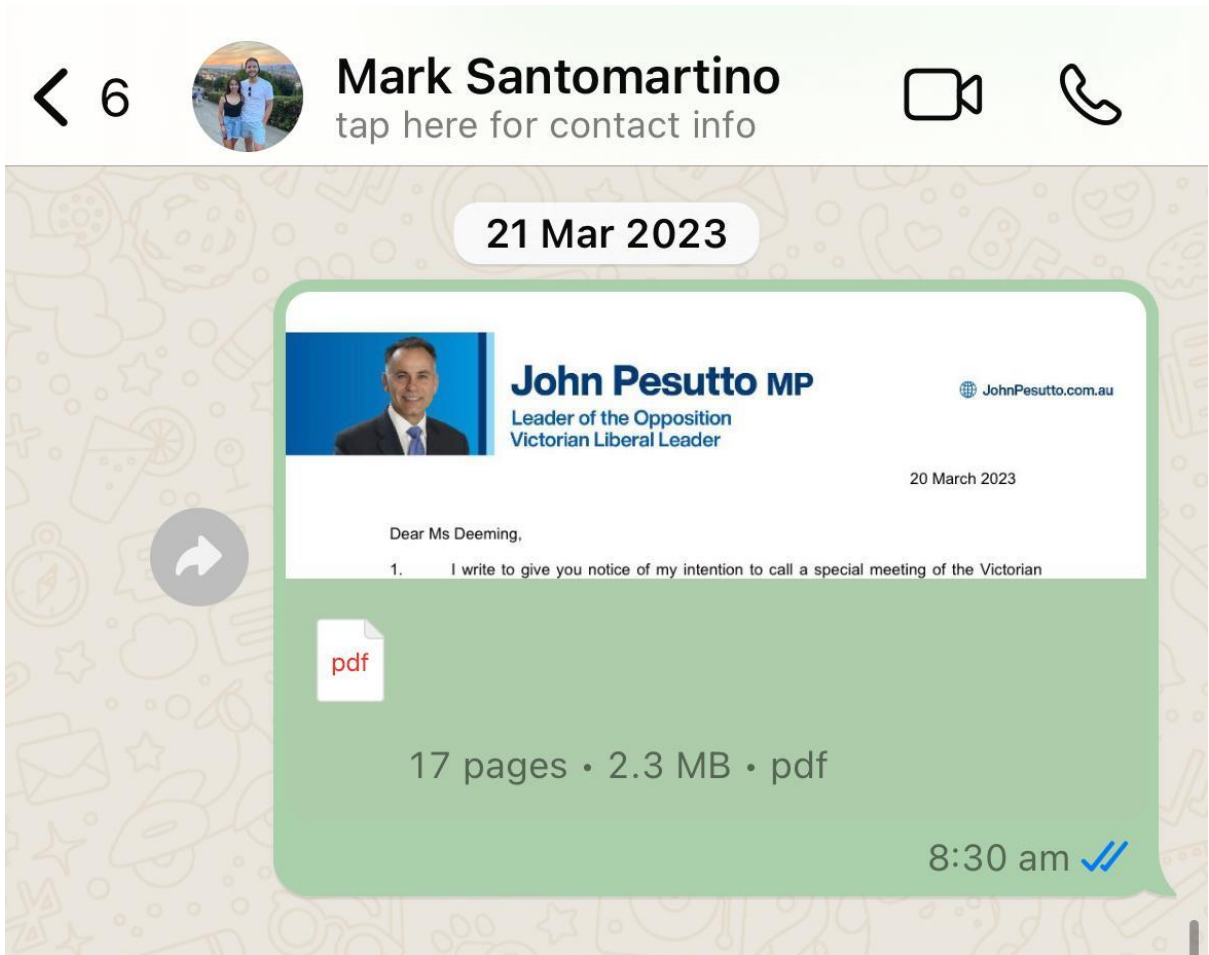 6
Mark Santomartino
tap here for contact info
21 Mar 2023
John Pesutto MP
JohnPesutto.com.au
Leader of the Opposition
Victorian Liberal Leader
20 March 2023
Dear Ms Deeming,
1. I write to give you notice of my intention to call a special meeting of the Victorian
pdf
17 pages • 2.3 MB • pdf
8:30 am